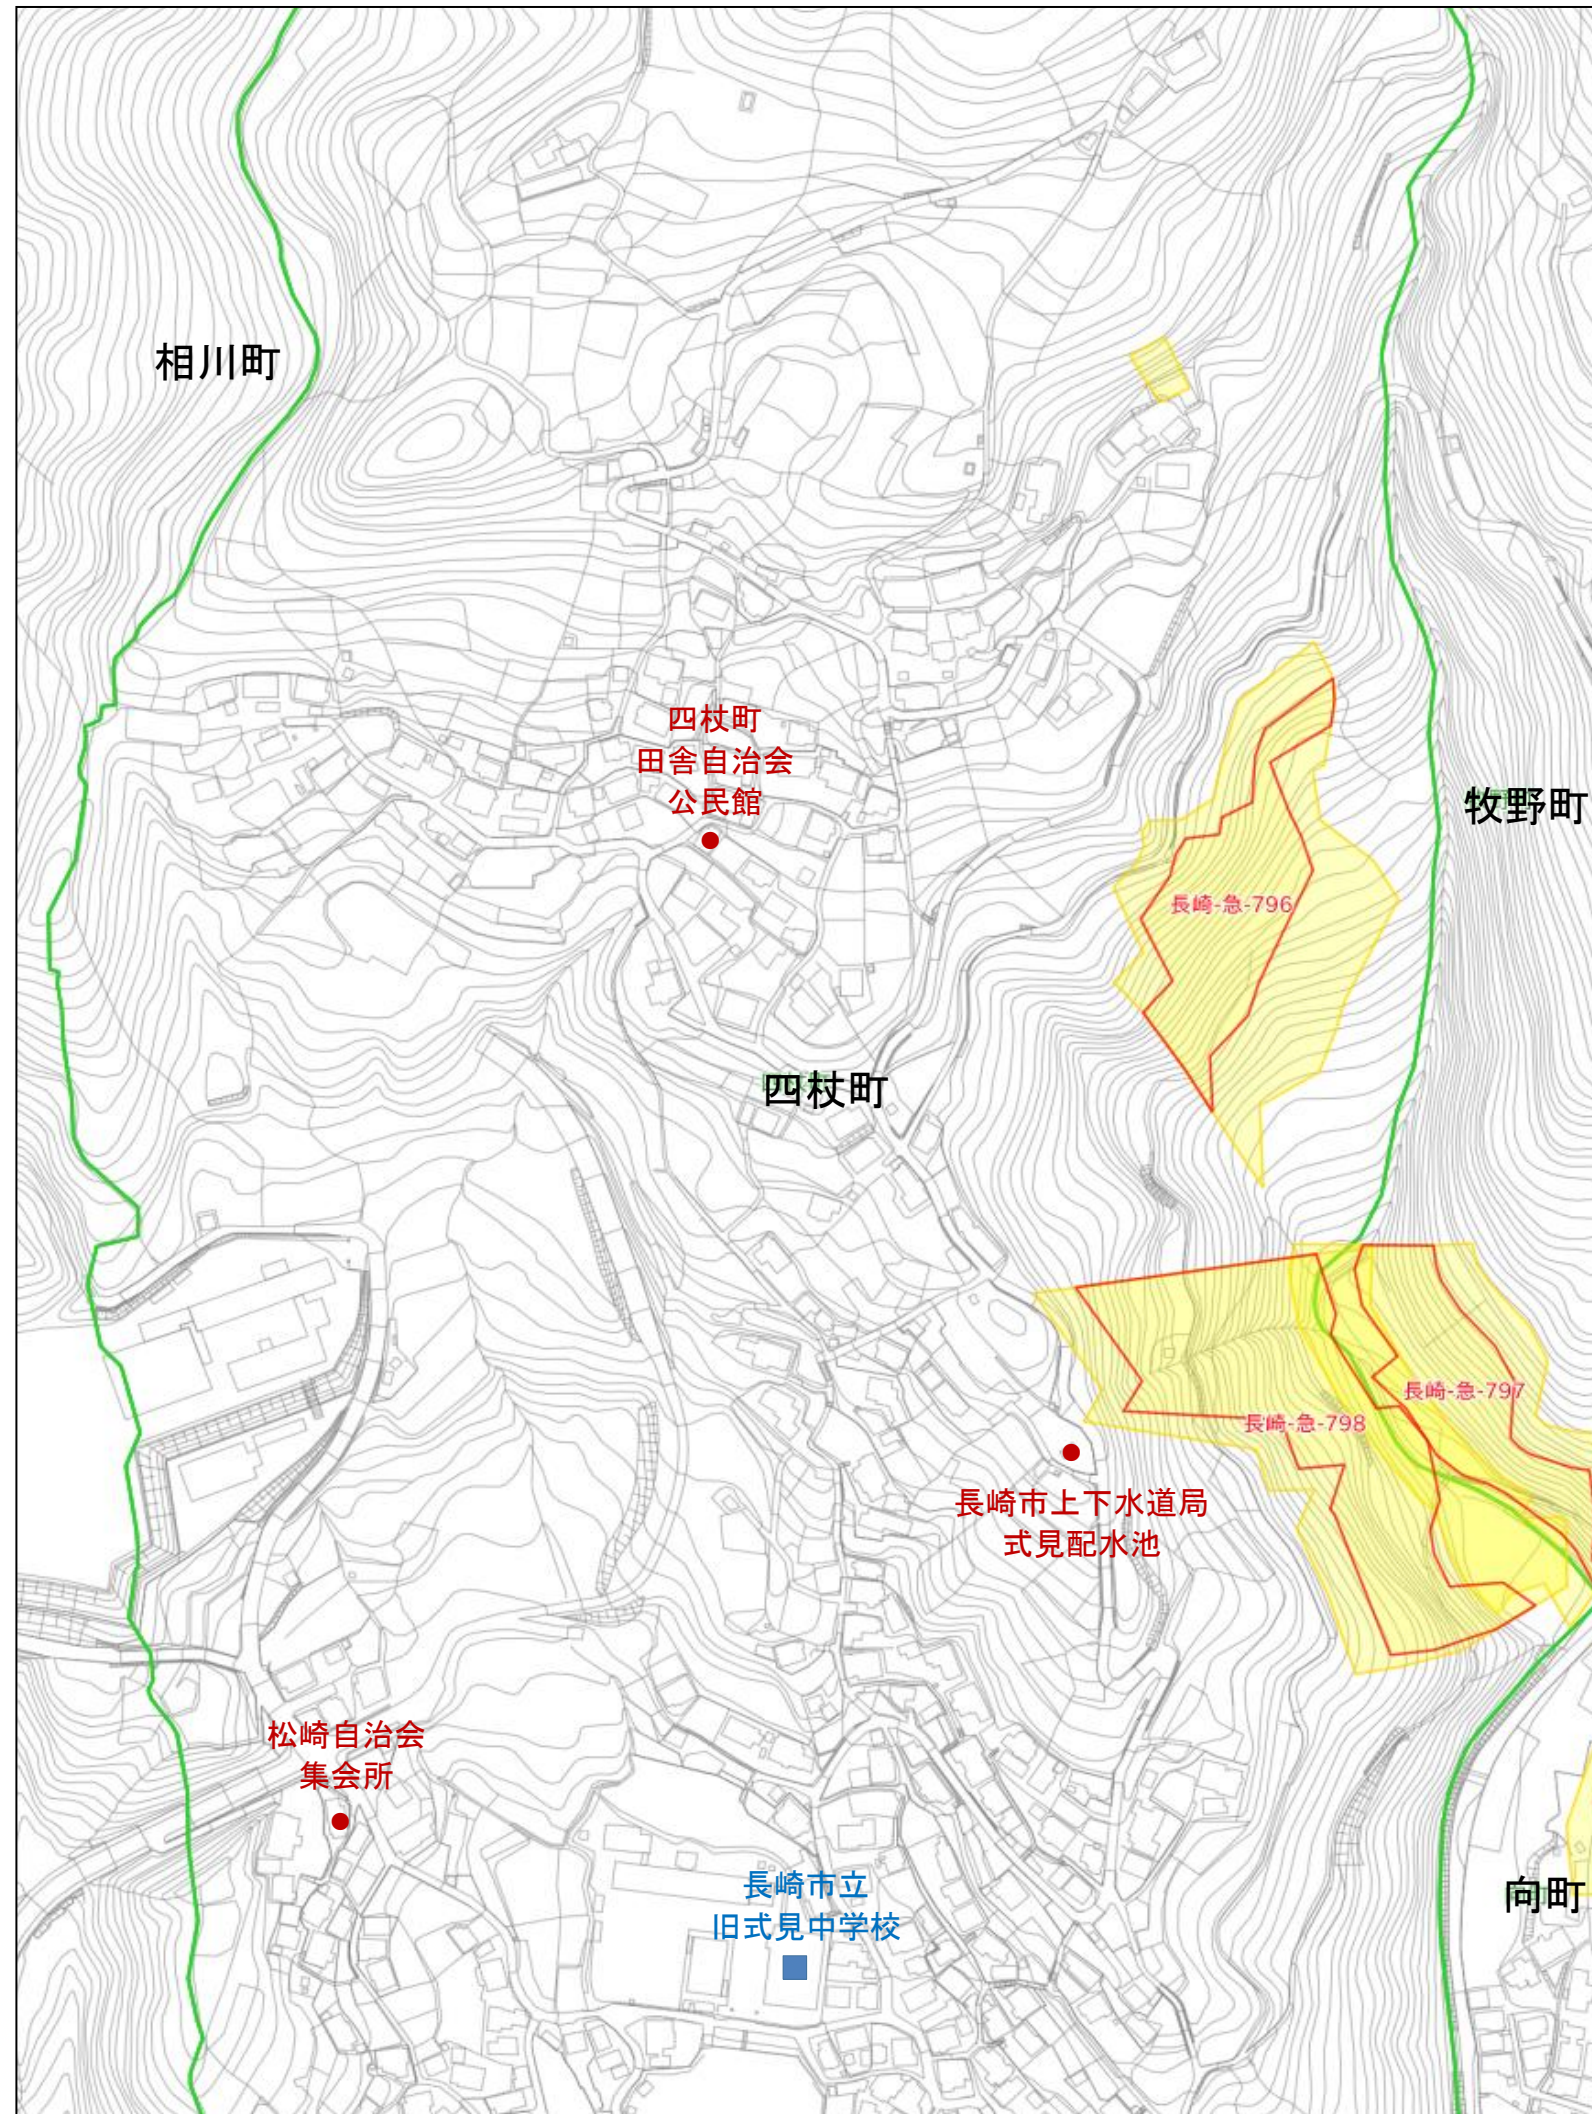 相川町
四杖町
田舎自治会
公民館
牧野町
長崎-急-796
四杖町
長崎-急-797
長崎-急-798
長崎市上下水道局
式見配水池
松崎自治会
集会所
長崎市立
旧式見中学校
向町